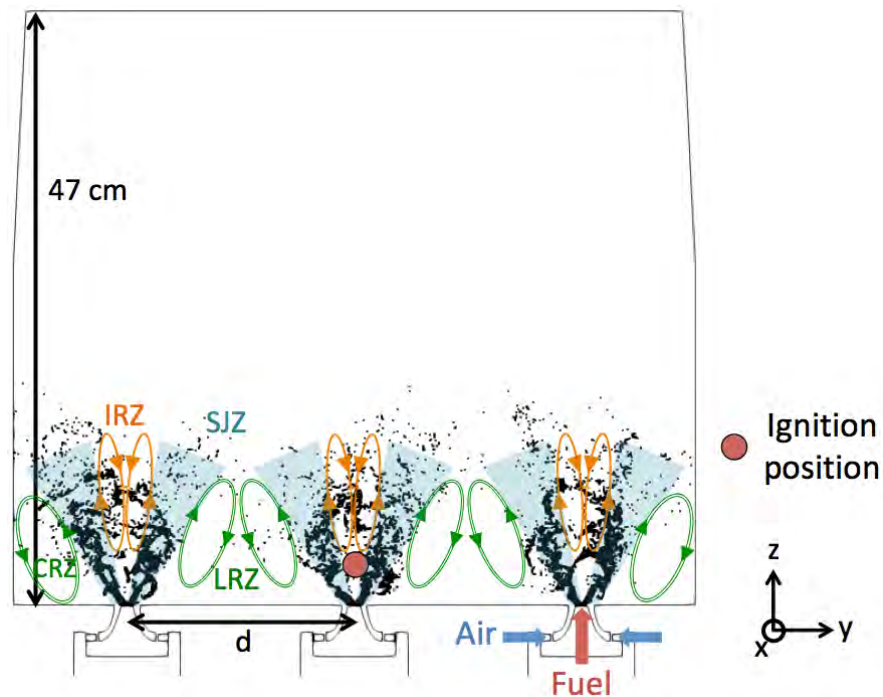 47 cm
IRZ
SJZ
Ignition
position
CRZ
LRZ
d
Air
Fuel
z
x
y